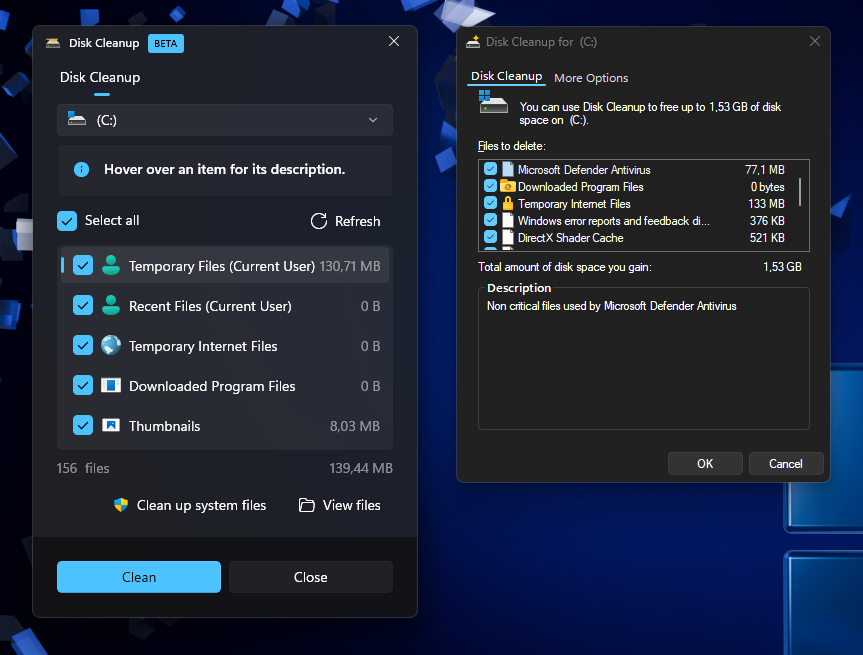 Disk Cleanup BETA
Disk Cleanup
(C:)
Hover over an item for its description.
Select all
Refresh
Temporary Files (Current User) 130,71 MB
Recent Files (Current User) 0 B
Temporary Internet Files 0 B
Downloaded Program Files 0 B
Thumbnails 8,03 MB
156 files 139,44 MB
Clean up system files
View files
Clean
Close
Disk Cleanup for (C:)
Disk Cleanup
More Options
You can use Disk Cleanup to free up to 1,53 GB of disk
space on (C:).
Files to delete:
Microsoft Defender Antivirus 77,1 MB
Downloaded Program Files 0 bytes
Temporary Internet Files 133 MB
Windows error reports and feedback di... 376 KB
DirectX Shader Cache 521 KB
Total amount of disk space you gain: 1,53 GB
Description
Non critical files used by Microsoft Defender Antivirus
OK
Cancel